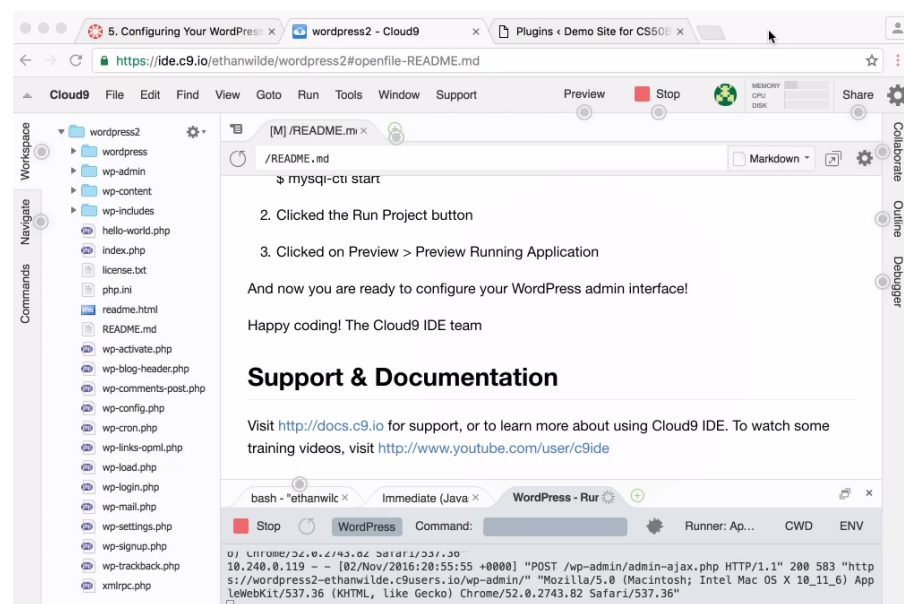 5. Configuring Your WordPress
wordpress2 - Cloud9
Plugins ‹ Demo Site for CS50B
https://ide.c9.io/ethanwilde/wordpress2#openfile-README.md
Cloud9 File Edit Find View Goto Run Tools Window Support Preview Stop MEMORY CPU DISK Share
Workspace
Navigate
Commands
wordpress2
wordpress
wp-admin
wp-content
wp-includes
hello-world.php
index.php
license.txt
php.ini
readme.html
README.md
wp-activate.php
wp-blog-header.php
wp-comments-post.php
wp-config.php
wp-cron.php
wp-links-opml.php
wp-load.php
wp-login.php
wp-mail.php
wp-settings.php
wp-signup.php
wp-trackback.php
xmlrpc.php
[M] /README.m
/README.md
Markdown
$ mysql-ctl start
2. Clicked the Run Project button
3. Clicked on Preview > Preview Running Application
And now you are ready to configure your WordPress admin interface!
Happy coding! The Cloud9 IDE team
Support & Documentation
Visit http://docs.c9.io for support, or to learn more about using Cloud9 IDE. To watch some
training videos, visit http://www.youtube.com/user/c9ide
bash - "ethanwilc
Immediate (Java
WordPress - Rur
Stop WordPress Command: Runner: Ap... CWD ENV
o) Chrome/52.0.2743.82 Safari/537.36"
10.240.0.119 - - [02/Nov/2016:20:55:55 +0000] "POST /wp-admin/admin-ajax.php HTTP/1.1" 200 583 "http
s://wordpress2-ethanwilde.c9users.io/wp-admin/" "Mozilla/5.0 (Macintosh; Intel Mac OS X 10_11_6) App
leWebKit/537.36 (KHTML, like Gecko) Chrome/52.0.2743.82 Safari/537.36"
Collaborate
Outline
Debugger